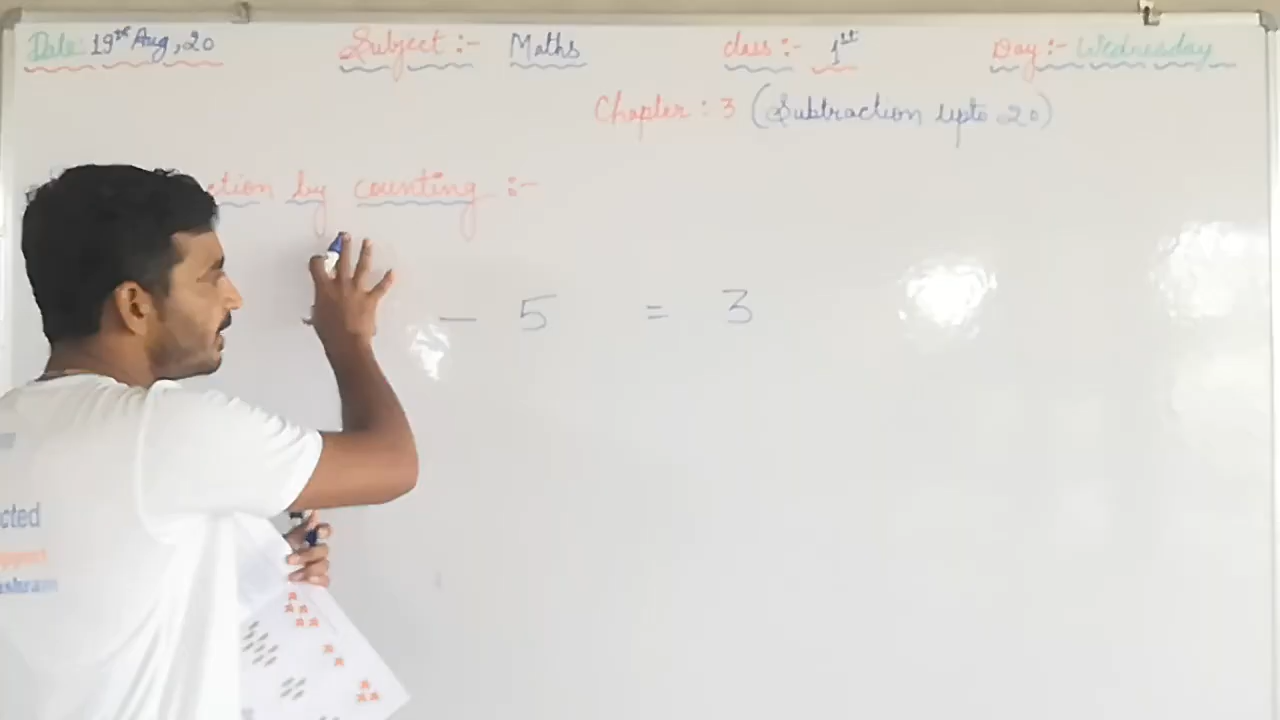 Date: 19th Aug, 20 Subject :- Maths class :- 1st Day :- Wednesday
Chapter : 3 (Subtraction upto 20)
by counting :-
- 5 = 3